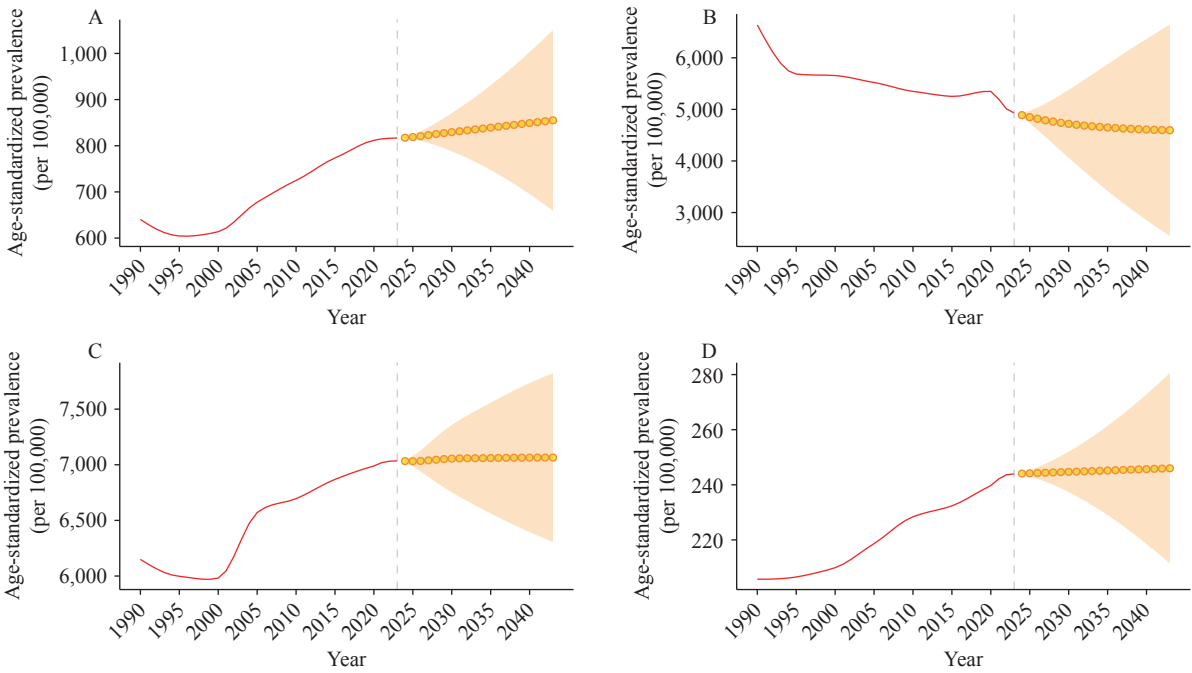 A
Age-standardized prevalence
(per 100,000)
1,000
900
800
700
600
1990 1995 2000 2005 2010 2015 2020 2025 2030 2035 2040
Year
B
Age-standardized prevalence
(per 100,000)
6,000
5,000
4,000
3,000
1990 1995 2000 2005 2010 2015 2020 2025 2030 2035 2040
Year
C
Age-standardized prevalence
(per 100,000)
7,500
7,000
6,500
6,000
1990 1995 2000 2005 2010 2015 2020 2025 2030 2035 2040
Year
D
Age-standardized prevalence
(per 100,000)
280
260
240
220
1990 1995 2000 2005 2010 2015 2020 2025 2030 2035 2040
Year